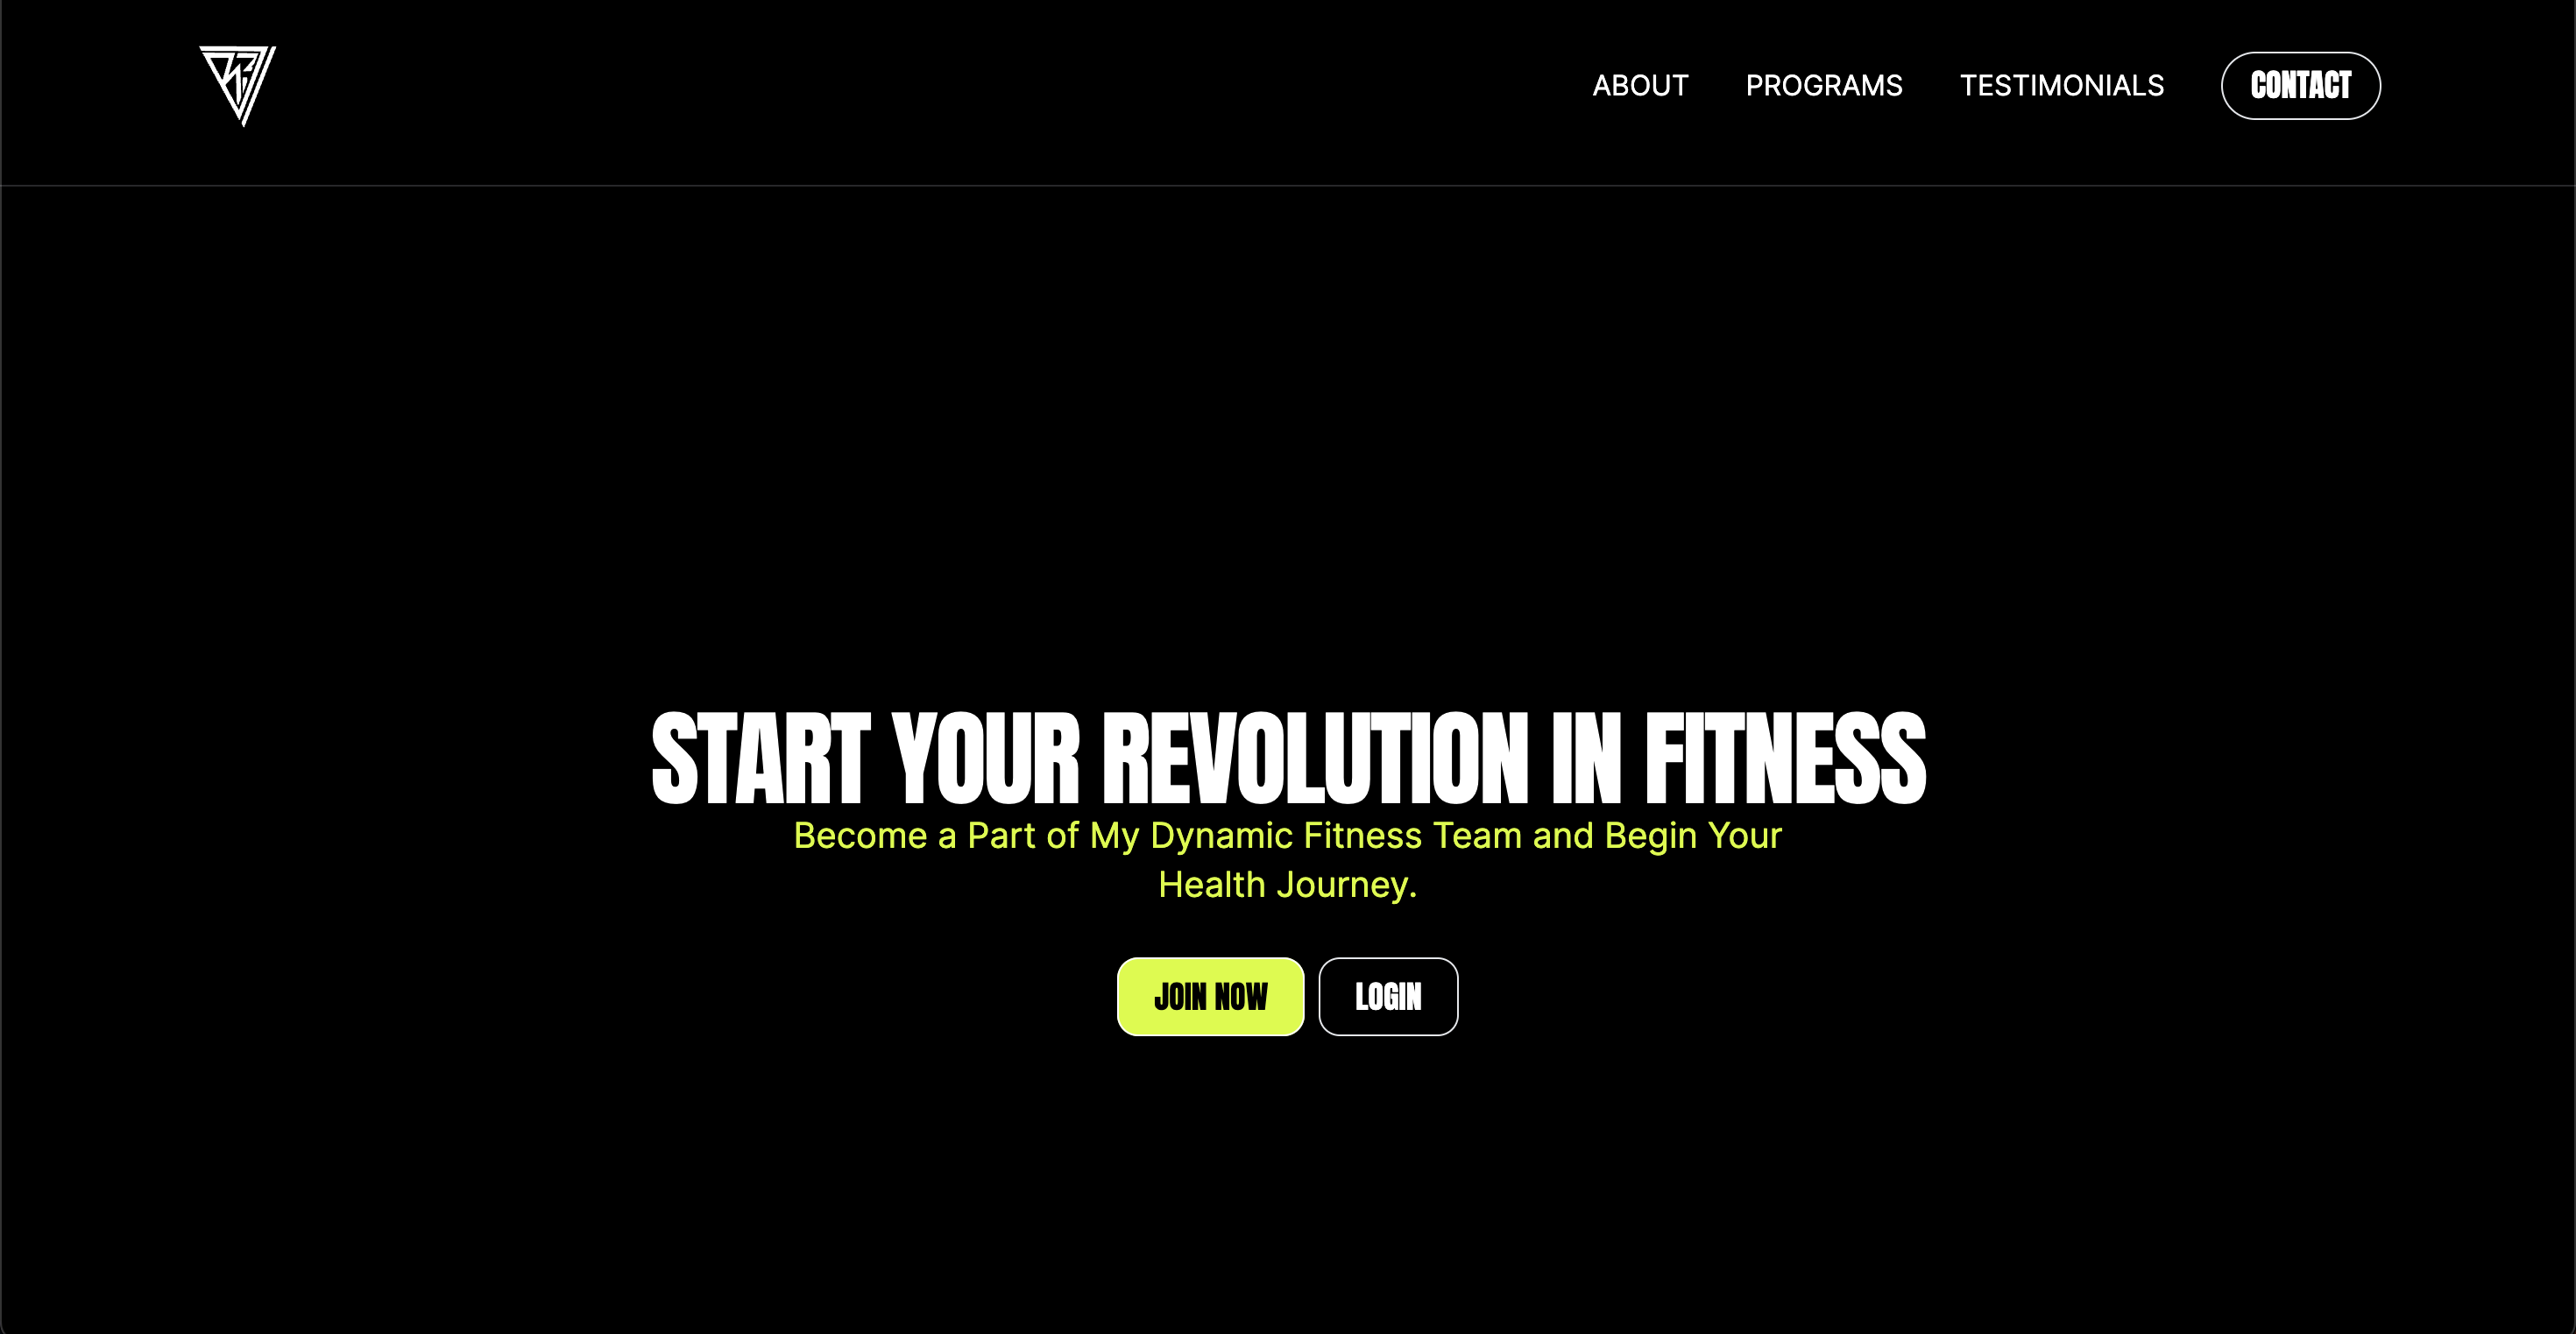 ABOUT PROGRAMS TESTIMONIALS CONTACT
START YOUR REVOLUTION IN FITNESS
Become a Part of My Dynamic Fitness Team and Begin Your
Health Journey.
JOIN NOW LOGIN